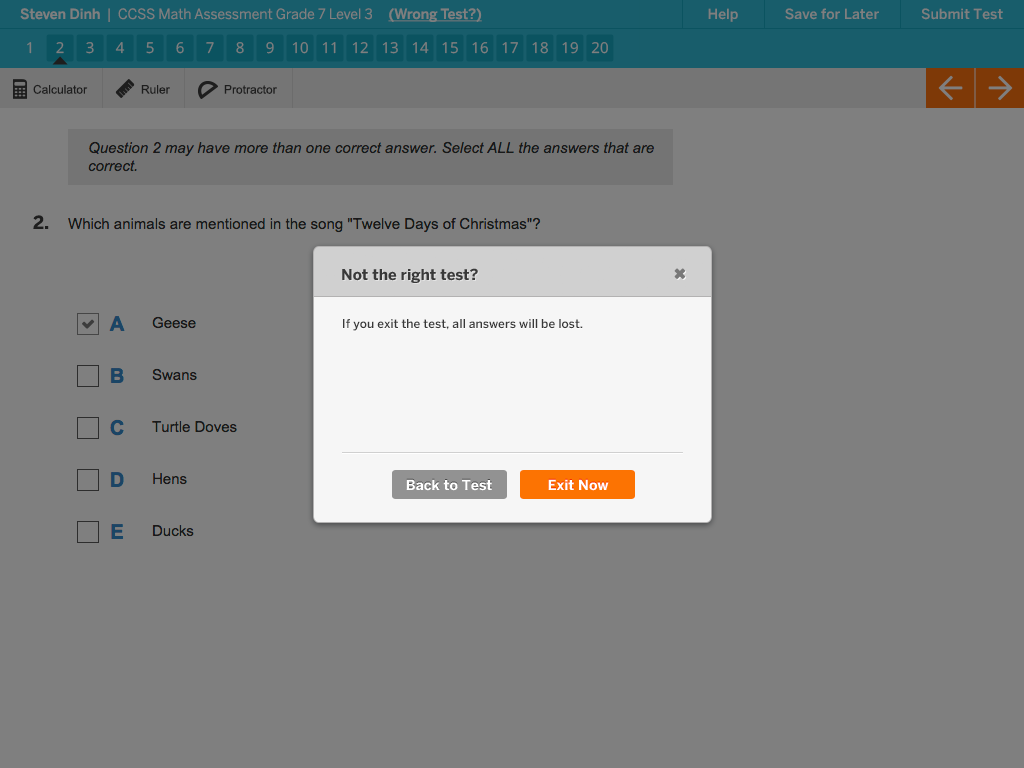 Steven Dinh | CCSS Math Assessment Grade 7 Level 3 (Wrong Test?) Help Save for Later Submit Test
1 2 3 4 5 6 7 8 9 10 11 12 13 14 15 16 17 18 19 20
Calculator Ruler Protractor
Question 2 may have more than one correct answer. Select ALL the answers that are
correct.
2. Which animals are mentioned in the song "Twelve Days of Christmas"?
Not the right test?
If you exit the test, all answers will be lost.
Back to Test Exit Now
A Geese
B Swans
C Turtle Doves
D Hens
E Ducks